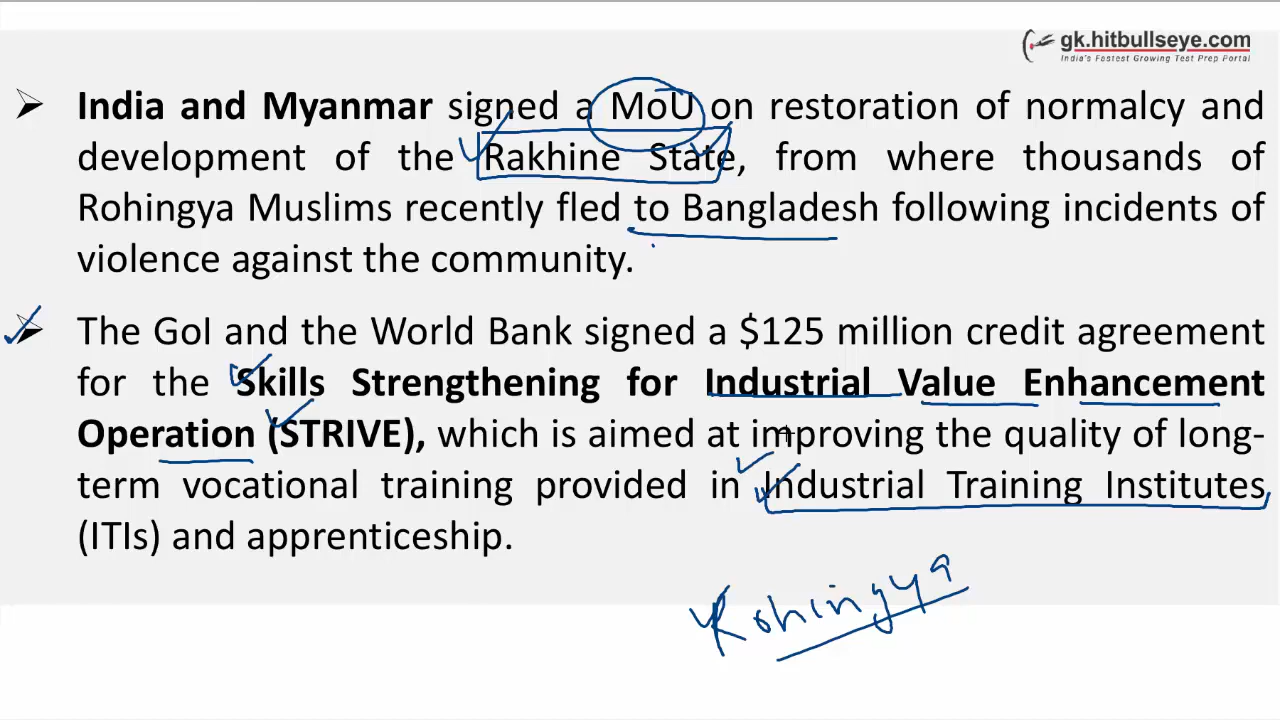 gk.hitbullseye.com
India's Fastest Growing Test Prep Portal
India and Myanmar signed a MoU on restoration of normalcy and
development of the Rakhine State, from where thousands of
Rohingya Muslims recently fled to Bangladesh following incidents of
violence against the community.
The GoI and the World Bank signed a $125 million credit agreement
for the Skills Strengthening for Industrial Value Enhancement
Operation (STRIVE), which is aimed at improving the quality of long-
term vocational training provided in Industrial Training Institutes
(ITIs) and apprenticeship.
Rohingya